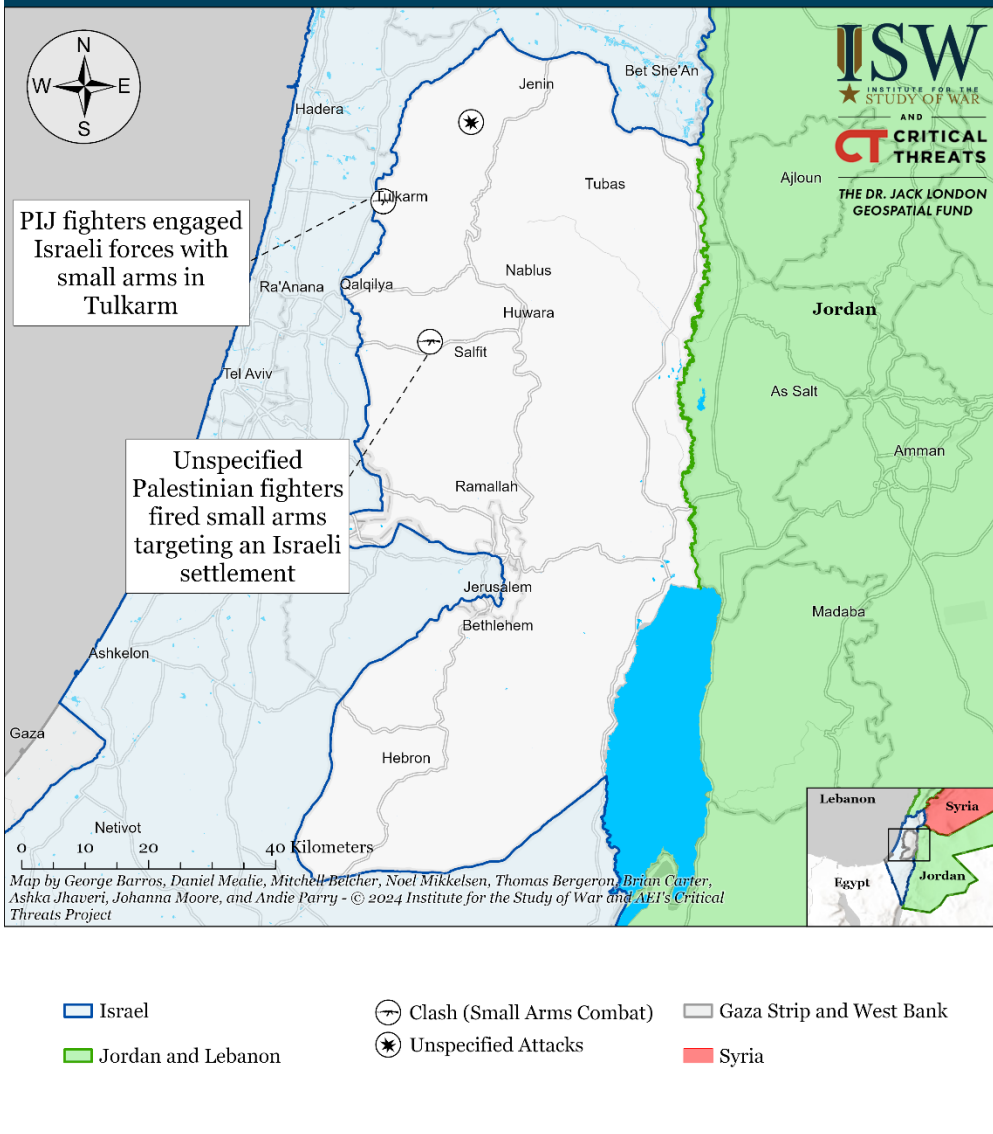 N
W
E
S
ISW
INSTITUTE FOR THE
STUDY OF WAR
AND
CT CRITICAL
THREATS
THE DR. JACK LONDON
GEOSPATIAL FUND
Jenin
Bet She'An
Hadera
Ajloun
Tubas
Tulkarm
PIJ fighters engaged
Israeli forces with
small arms in
Tulkarm
Nablus
Ra'Anana
Qalqilya
Huwara
Jordan
Salfit
Tel Aviv
As Salt
Amman
Unspecified
Palestinian fighters
fired small arms
targeting an Israeli
settlement
Ramallah
Jerusalem
Madaba
Bethlehem
Ashkelon
Gaza
Hebron
Netivot
Lebanon
Syria
Egypt
Jordan
0 10 20 40 Kilometers
Map by George Barros, Daniel Mealie, Mitchell Belcher, Noel Mikkelsen, Thomas Bergeron, Brian Carter,
Ashka Jhaveri, Johanna Moore, and Andie Parry - © 2024 Institute for the Study of War and AEI's Critical
Threats Project
Israel
Clash (Small Arms Combat)
Gaza Strip and West Bank
Jordan and Lebanon
Unspecified Attacks
Syria